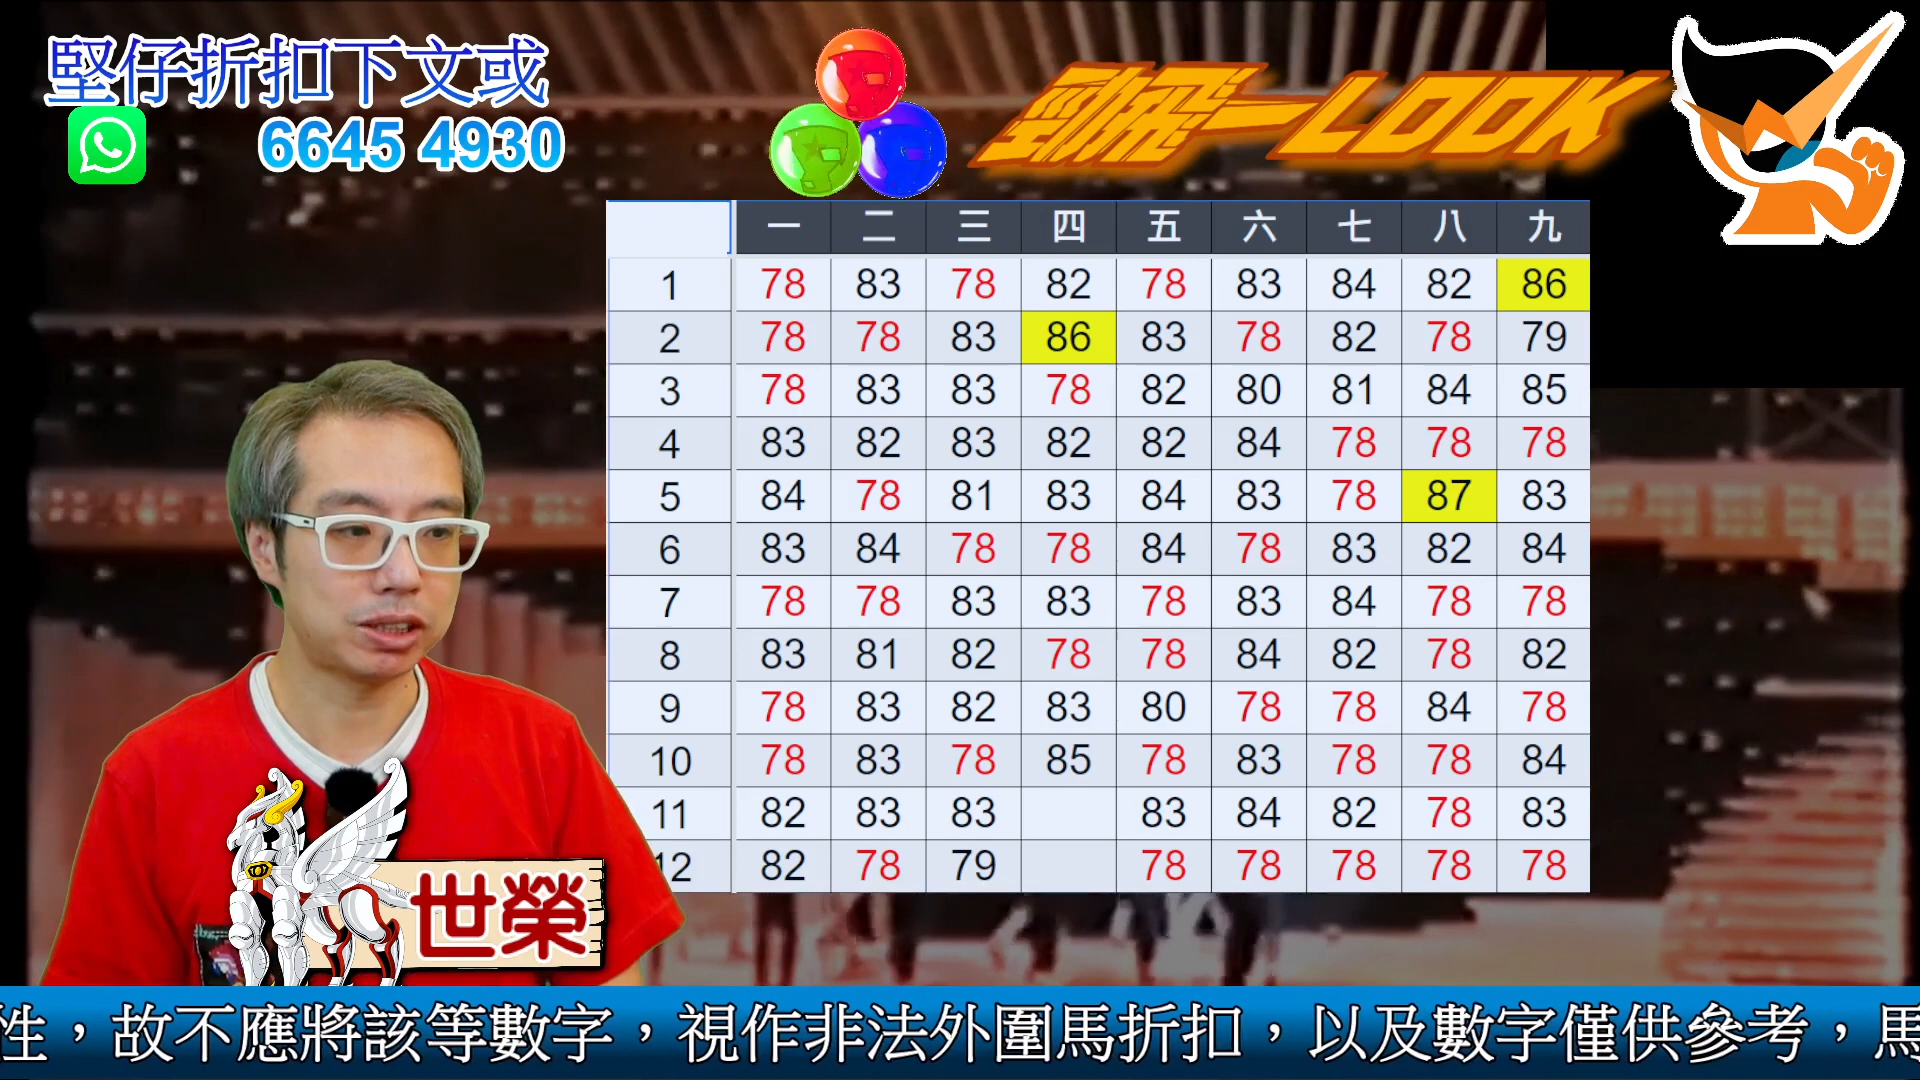 堅仔折扣下文或
6645 4930
勁飛一LOOK
一 二 三 四 五 六 七 八 九
1 78 83 78 82 78 83 84 82 86
2 78 78 83 86 83 78 82 78 79
3 78 83 83 78 82 80 81 84 85
4 83 82 83 82 82 84 78 78 78
5 84 78 81 83 84 83 78 87 83
6 83 84 78 78 84 78 83 82 84
7 78 78 83 83 78 83 84 78 78
8 83 81 82 78 78 84 82 78 82
9 78 83 82 83 80 78 78 84 78
10 78 83 78 85 78 83 78 78 84
11 82 83 83 83 84 82 78 83
12 82 78 79 78 78 78 78 78
世榮
性，故不應將該等數字，視作非法外圍馬折扣，以及數字僅供參考，馬